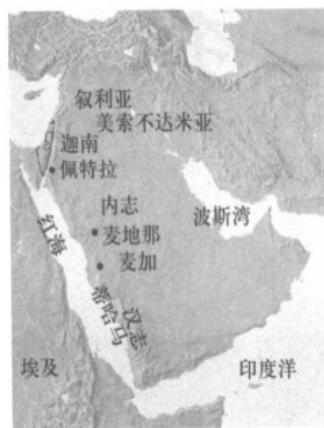 叙利亚
美索不达米亚
迦南
佩特拉
内志
波斯湾
红海
麦地那
麦加
蒂哈马
汉志
埃及
印度洋